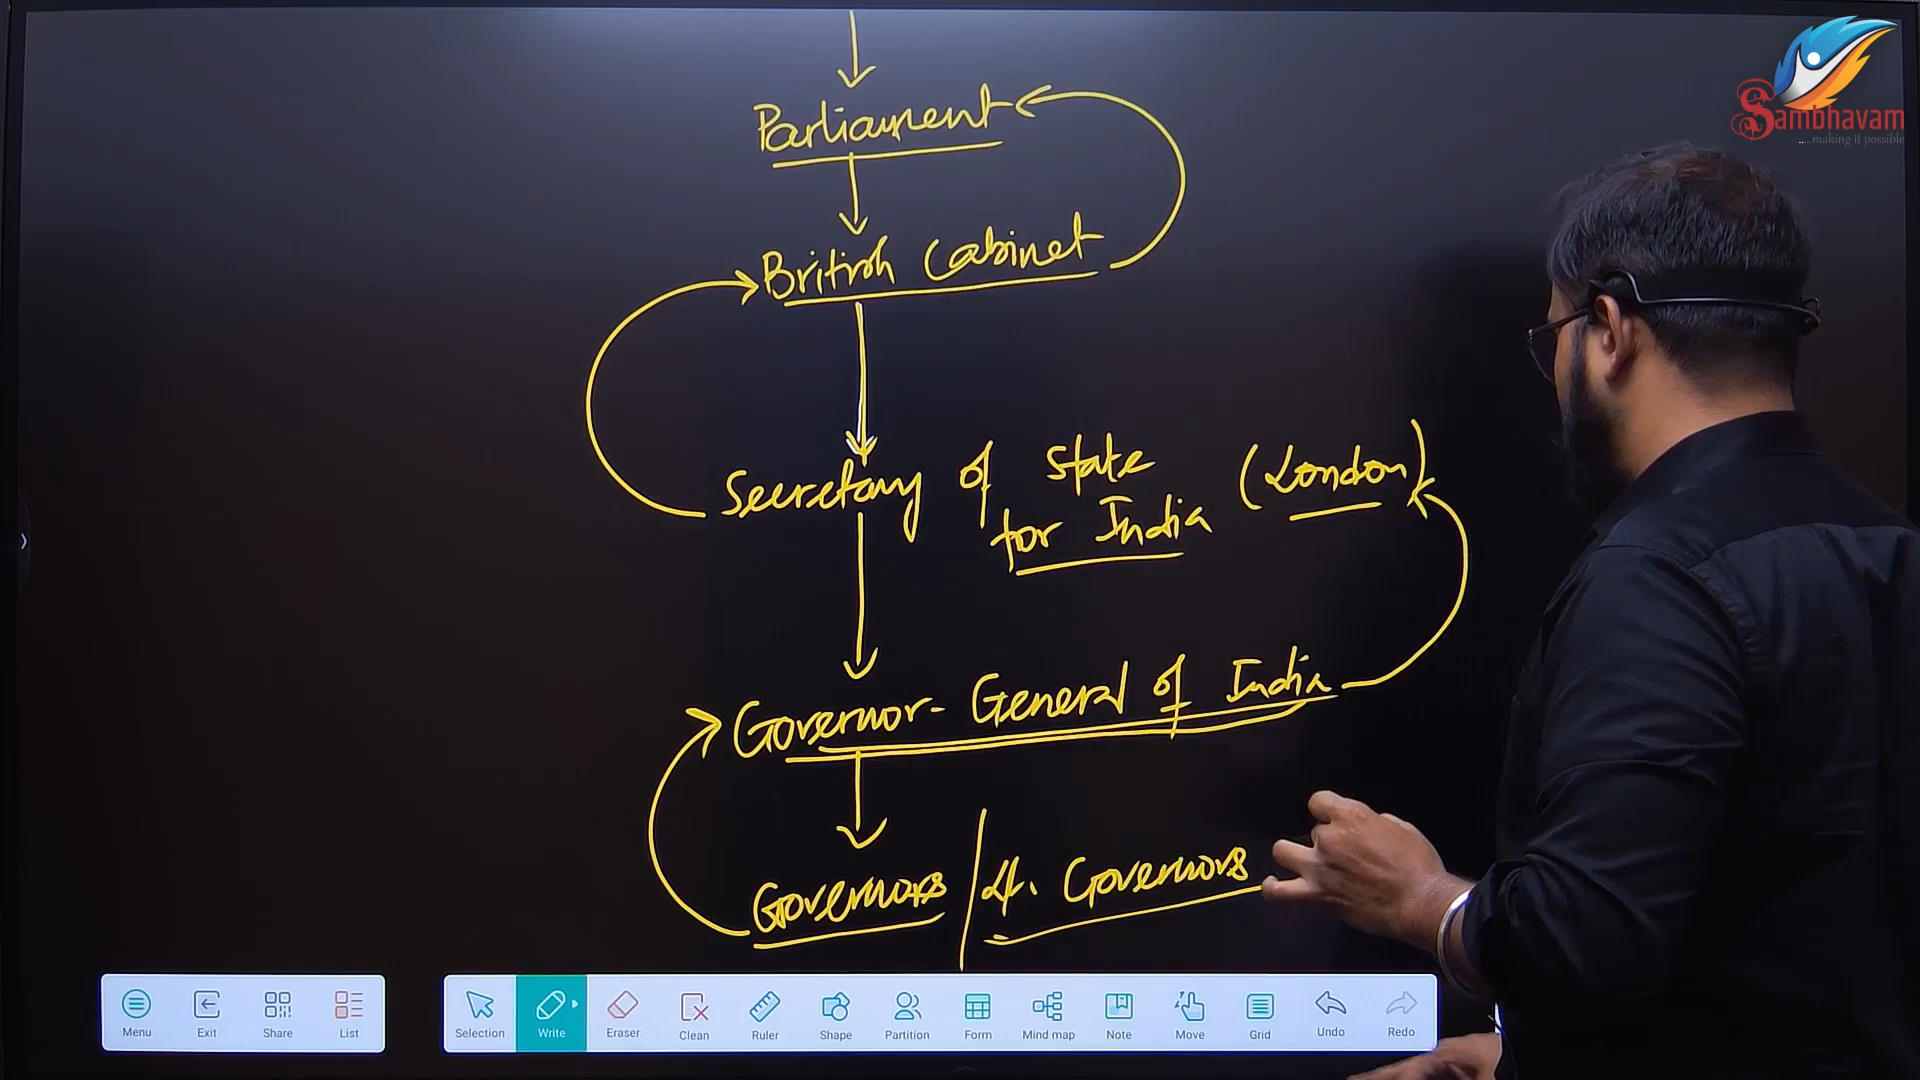 Sambhavam
.....making it possible
Parliament
British Cabinet
Secretary of State (London)
for India
Governor-General of India
Governors / Lt. Governors
Menu Exit Share List Selection Write Eraser Clean Ruler Shape Partition Form Mind map Note Move Grid Undo Redo